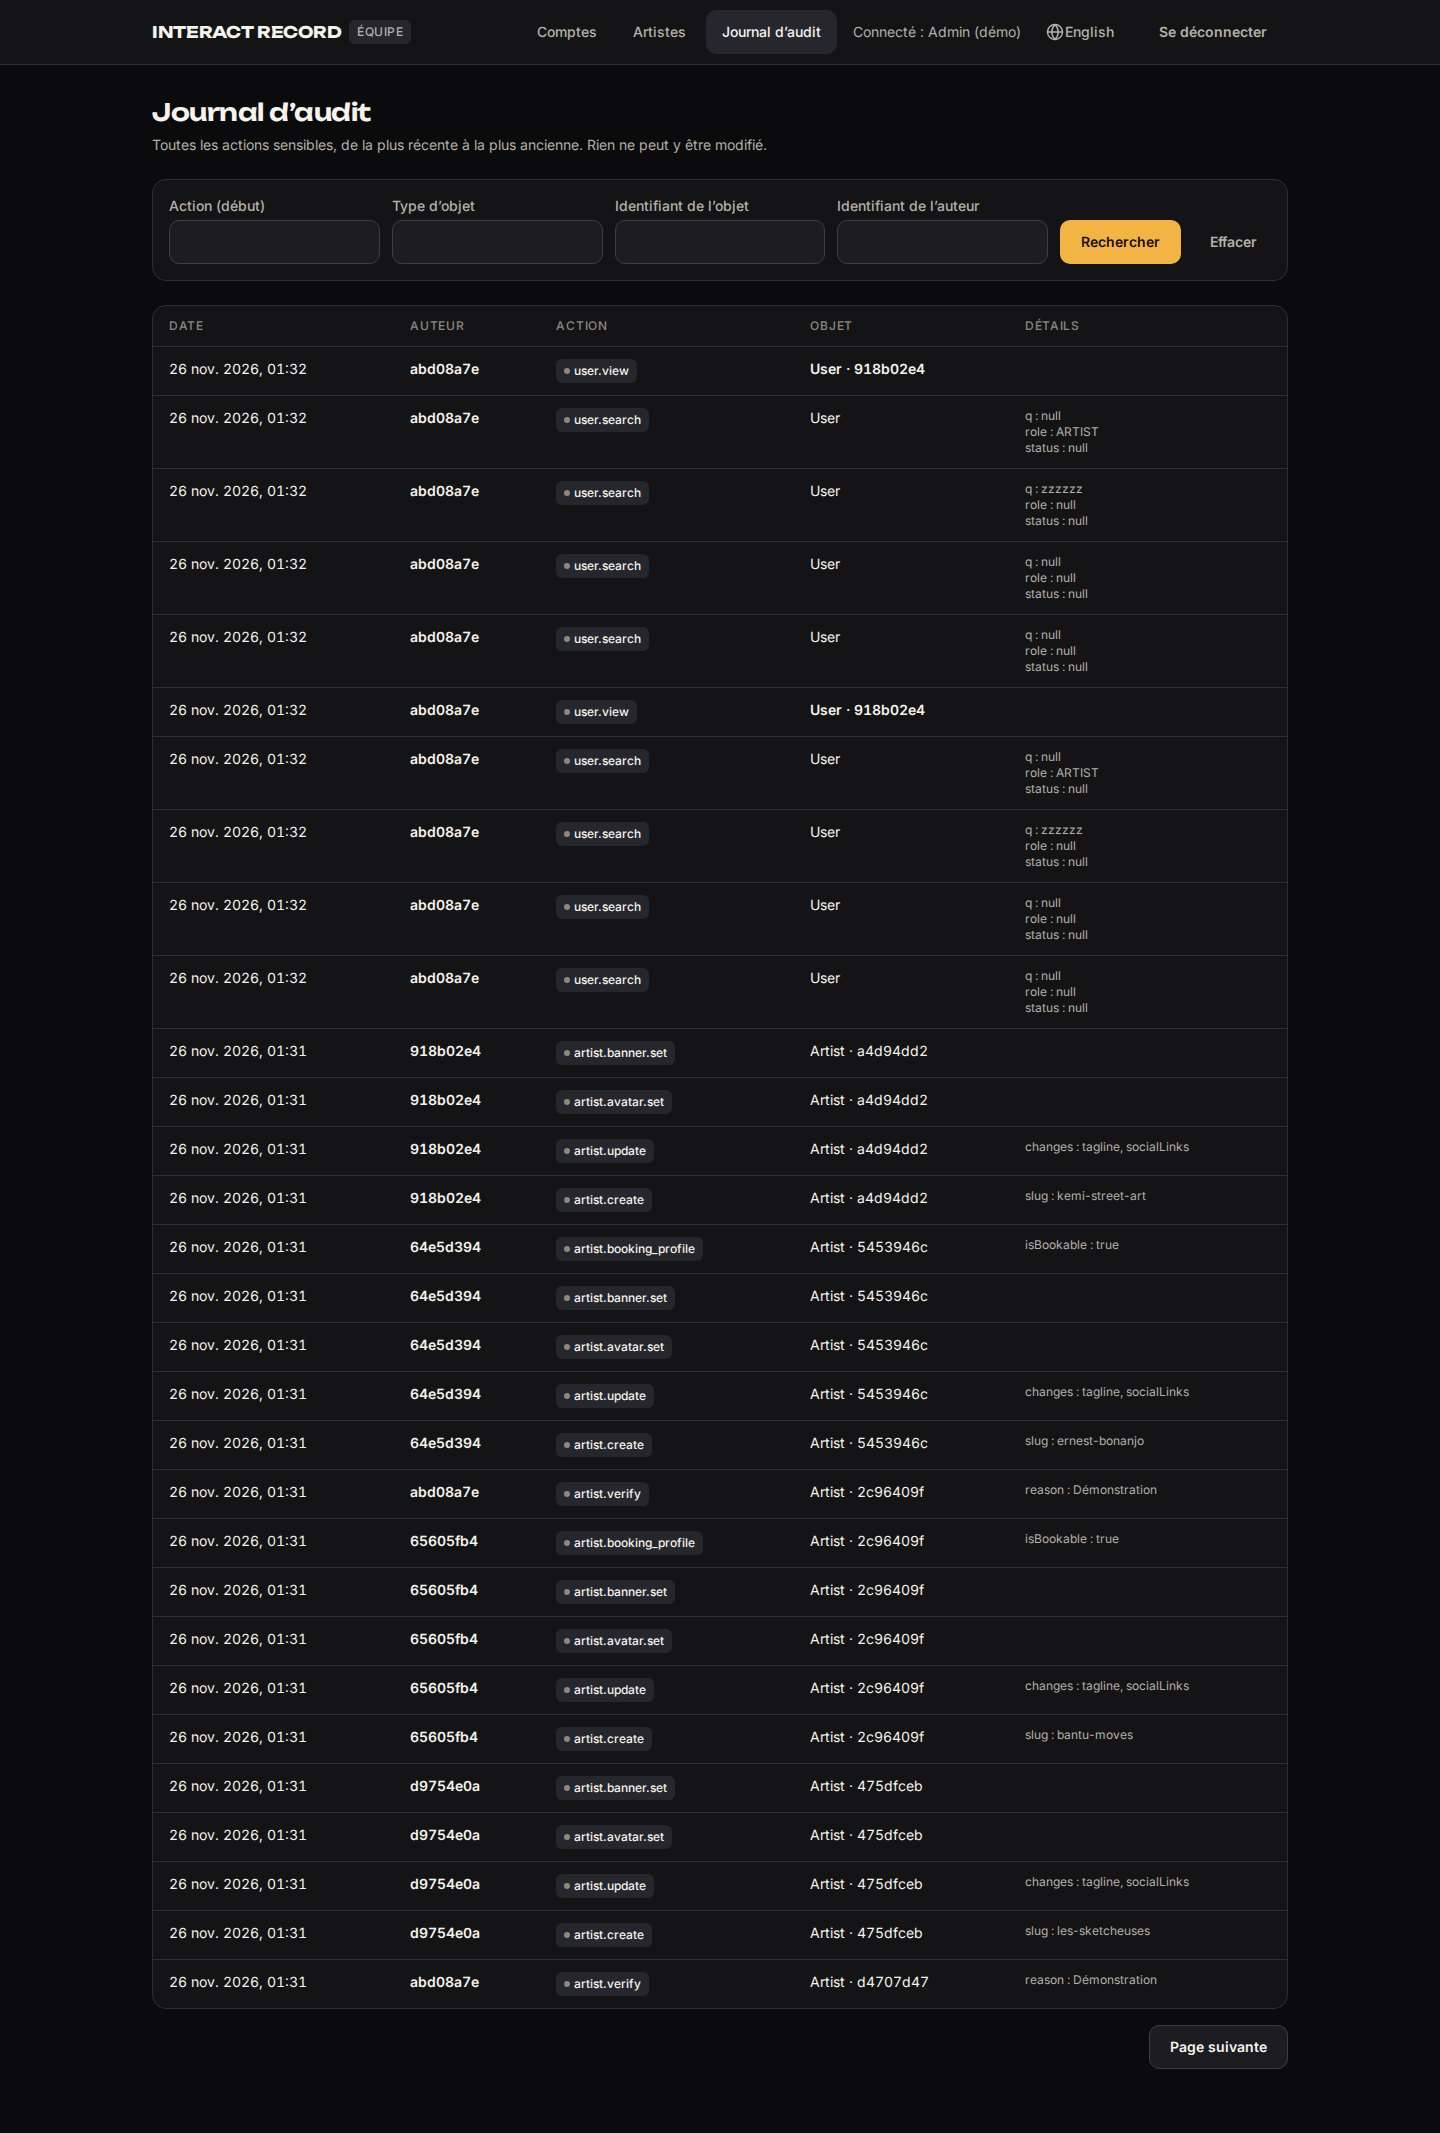 INTERACT RECORD ÉQUIPE Comptes Artistes Journal d’audit Connecté : Admin (démo) English Se déconnecter
Journal d’audit
Toutes les actions sensibles, de la plus récente à la plus ancienne. Rien ne peut y être modifié.
Action (début) Type d’objet Identifiant de l’objet Identifiant de l’auteur
Rechercher Effacer
DATE AUTEUR ACTION OBJET DÉTAILS
26 nov. 2026, 01:32 abd08a7e user.view User · 918b02e4
26 nov. 2026, 01:32 abd08a7e user.search User q : null
role : ARTIST
status : null
26 nov. 2026, 01:32 abd08a7e user.search User q : zzzzzz
role : null
status : null
26 nov. 2026, 01:32 abd08a7e user.search User q : null
role : null
status : null
26 nov. 2026, 01:32 abd08a7e user.search User q : null
role : null
status : null
26 nov. 2026, 01:32 abd08a7e user.view User · 918b02e4
26 nov. 2026, 01:32 abd08a7e user.search User q : null
role : ARTIST
status : null
26 nov. 2026, 01:32 abd08a7e user.search User q : zzzzzz
role : null
status : null
26 nov. 2026, 01:32 abd08a7e user.search User q : null
role : null
status : null
26 nov. 2026, 01:32 abd08a7e user.search User q : null
role : null
status : null
26 nov. 2026, 01:31 918b02e4 artist.banner.set Artist · a4d94dd2
26 nov. 2026, 01:31 918b02e4 artist.avatar.set Artist · a4d94dd2
26 nov. 2026, 01:31 918b02e4 artist.update Artist · a4d94dd2 changes : tagline, socialLinks
26 nov. 2026, 01:31 918b02e4 artist.create Artist · a4d94dd2 slug : kemi-street-art
26 nov. 2026, 01:31 64e5d394 artist.booking_profile Artist · 5453946c isBookable : true
26 nov. 2026, 01:31 64e5d394 artist.banner.set Artist · 5453946c
26 nov. 2026, 01:31 64e5d394 artist.avatar.set Artist · 5453946c
26 nov. 2026, 01:31 64e5d394 artist.update Artist · 5453946c changes : tagline, socialLinks
26 nov. 2026, 01:31 64e5d394 artist.create Artist · 5453946c slug : ernest-bonanjo
26 nov. 2026, 01:31 abd08a7e artist.verify Artist · 2c96409f reason : Démonstration
26 nov. 2026, 01:31 65605fb4 artist.booking_profile Artist · 2c96409f isBookable : true
26 nov. 2026, 01:31 65605fb4 artist.banner.set Artist · 2c96409f
26 nov. 2026, 01:31 65605fb4 artist.avatar.set Artist · 2c96409f
26 nov. 2026, 01:31 65605fb4 artist.update Artist · 2c96409f changes : tagline, socialLinks
26 nov. 2026, 01:31 65605fb4 artist.create Artist · 2c96409f slug : bantu-moves
26 nov. 2026, 01:31 d9754e0a artist.banner.set Artist · 475dfceb
26 nov. 2026, 01:31 d9754e0a artist.avatar.set Artist · 475dfceb
26 nov. 2026, 01:31 d9754e0a artist.update Artist · 475dfceb changes : tagline, socialLinks
26 nov. 2026, 01:31 d9754e0a artist.create Artist · 475dfceb slug : les-sketcheuses
26 nov. 2026, 01:31 abd08a7e artist.verify Artist · d4707d47 reason : Démonstration
Page suivante